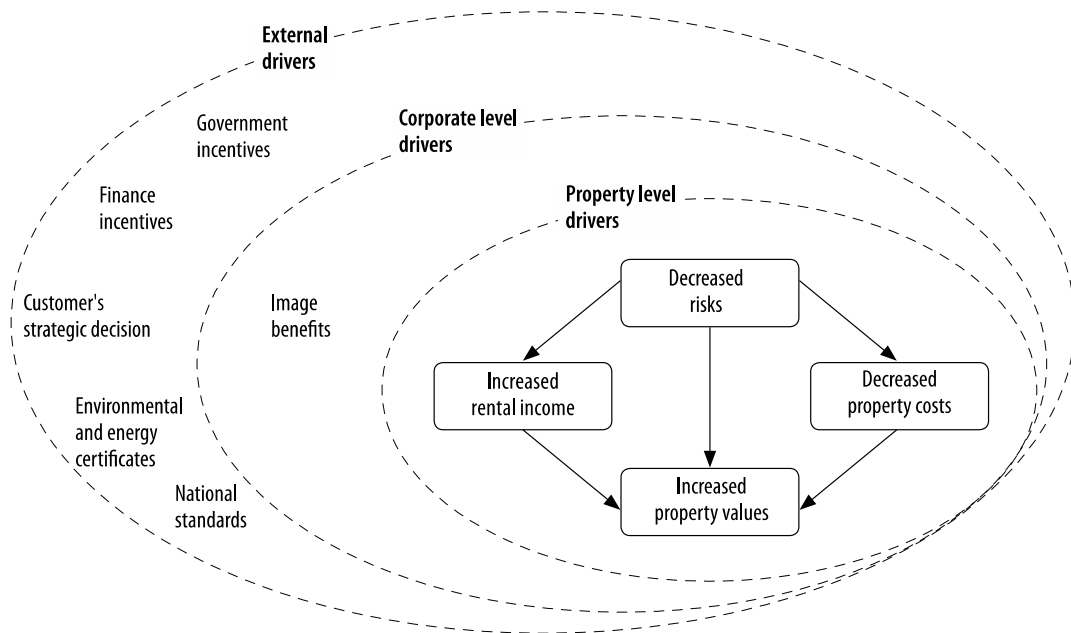 External
drivers
Government
incentives
Corporate level
drivers
Finance
incentives
Property level
drivers
Decreased
risks
Customer's
strategic decision
Image
benefits
Increased
rental income
Decreased
property costs
Environmental
and energy
certificates
National
standards
Increased
property values